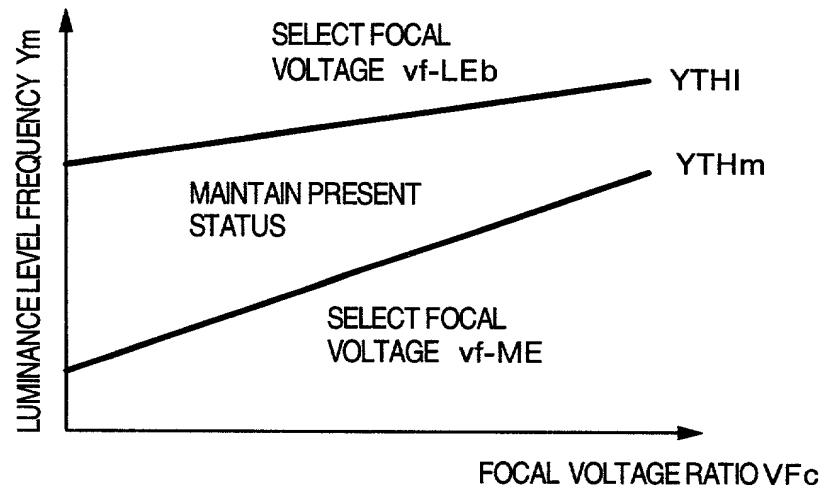 LUMINANCE LEVEL FREQUENCY Ym
SELECT FOCAL
VOLTAGE vf-LEb
YTHl
MAINTAIN PRESENT
STATUS
YTHm
SELECT FOCAL
VOLTAGE vf-ME
FOCAL VOLTAGE RATIO VFc